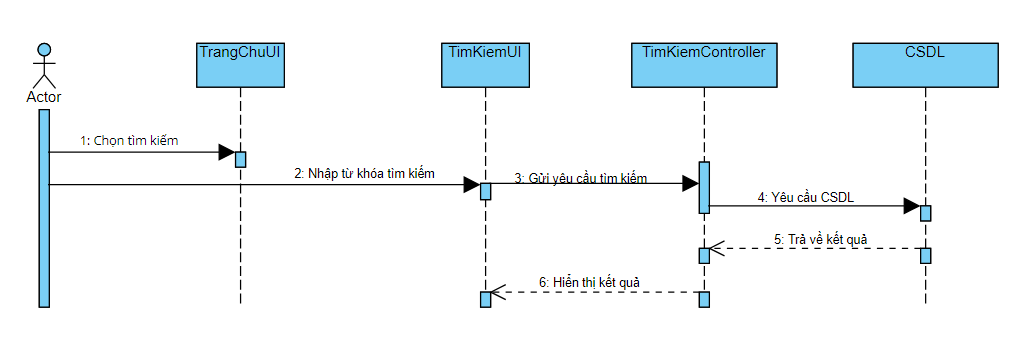 TrangChuUI
TimKiemUI
TimKiemController
CSDL
Actor
1: Chọn tìm kiếm
2: Nhập từ khóa tìm kiếm
3: Gửi yêu cầu tìm kiếm
4: Yêu cầu CSDL
5: Trả về kết quả
6: Hiển thị kết quả